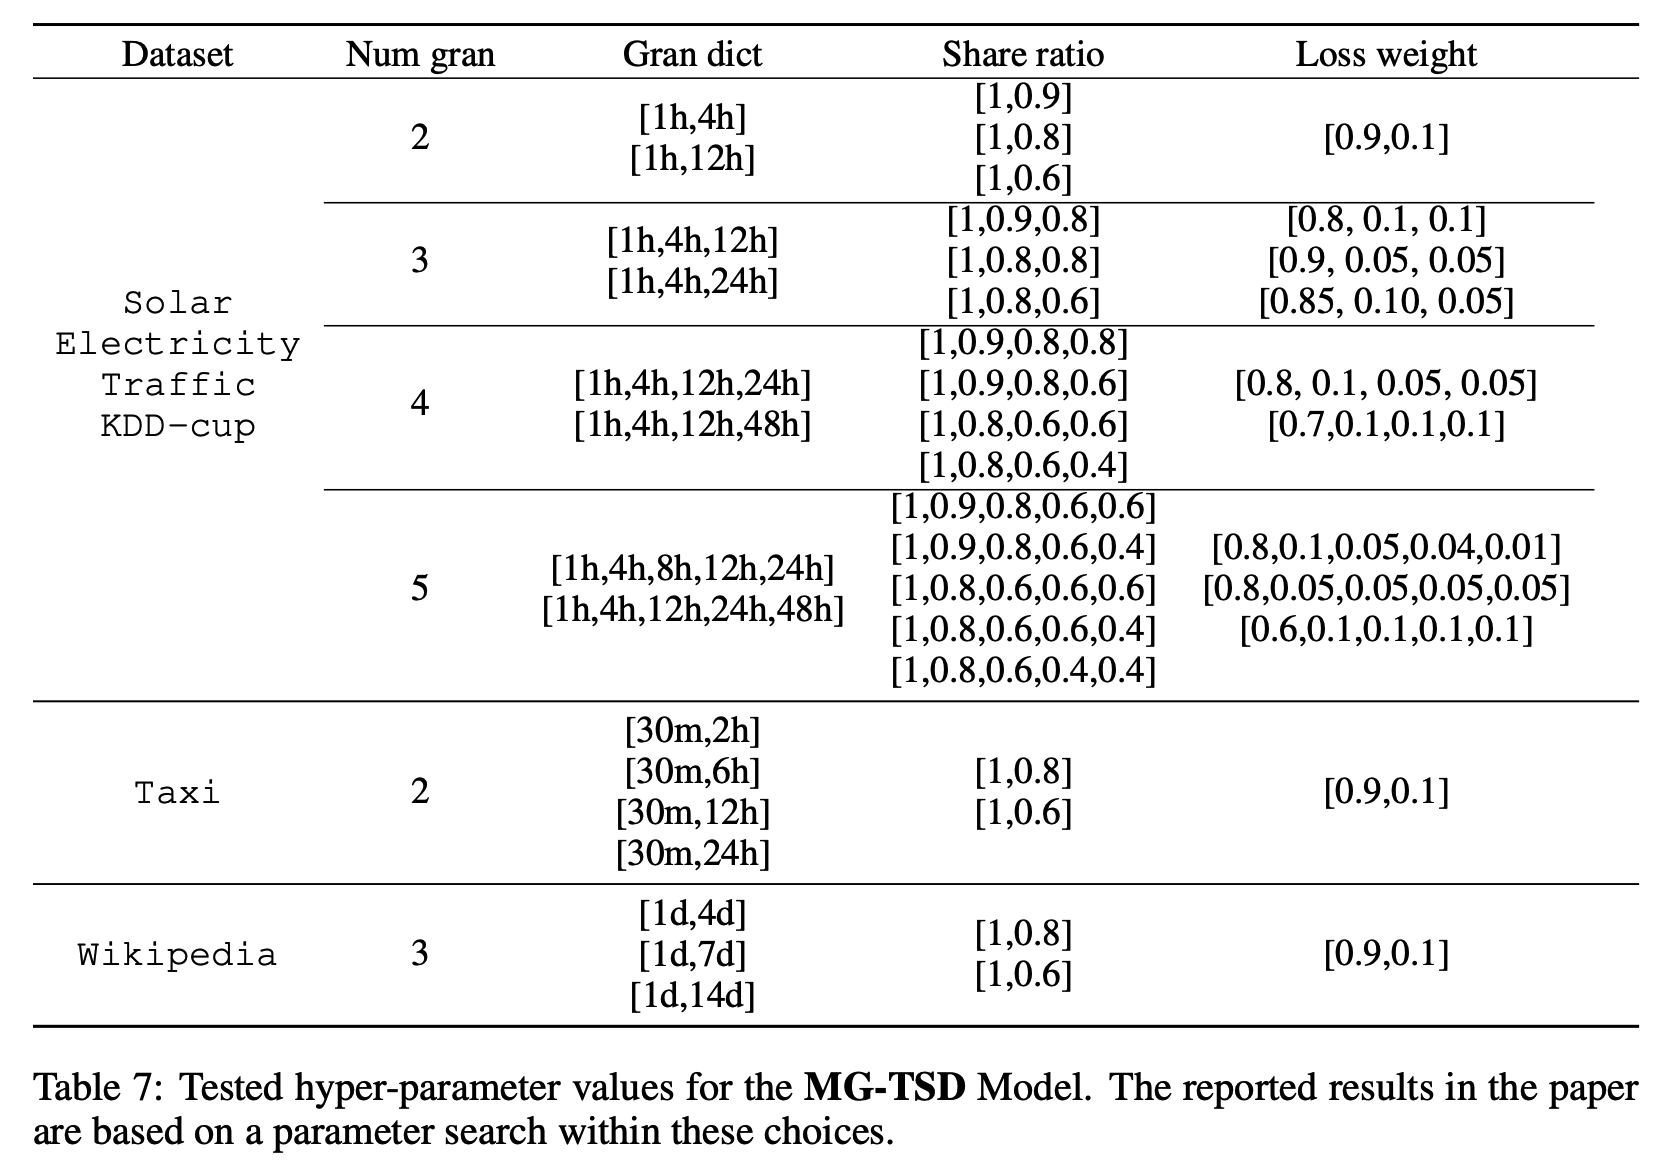 Dataset Num gran Gran dict Share ratio Loss weight
Solar
Electricity
Traffic
KDD-cup
2
[1h,4h]
[1h,12h]
[1,0.9]
[1,0.8]
[1,0.6]
[0.9,0.1]
3
[1h,4h,12h]
[1h,4h,24h]
[1,0.9,0.8]
[1,0.8,0.8]
[1,0.8,0.6]
[0.8, 0.1, 0.1]
[0.9, 0.05, 0.05]
[0.85, 0.10, 0.05]
4
[1h,4h,12h,24h]
[1h,4h,12h,48h]
[1,0.9,0.8,0.8]
[1,0.9,0.8,0.6]
[1,0.8,0.6,0.6]
[1,0.8,0.6,0.4]
[0.8, 0.1, 0.05, 0.05]
[0.7,0.1,0.1,0.1]
5
[1h,4h,8h,12h,24h]
[1h,4h,12h,24h,48h]
[1,0.9,0.8,0.6,0.6]
[1,0.9,0.8,0.6,0.4]
[1,0.8,0.6,0.6,0.6]
[1,0.8,0.6,0.6,0.4]
[1,0.8,0.6,0.4,0.4]
[0.8,0.1,0.05,0.04,0.01]
[0.8,0.05,0.05,0.05,0.05]
[0.6,0.1,0.1,0.1,0.1]
Taxi
2
[30m,2h]
[30m,6h]
[30m,12h]
[30m,24h]
[1,0.8]
[1,0.6]
[0.9,0.1]
Wikipedia
3
[1d,4d]
[1d,7d]
[1d,14d]
[1,0.8]
[1,0.6]
[0.9,0.1]
Table 7: Tested hyper-parameter values for the MG-TSD Model. The reported results in the paper
are based on a parameter search within these choices.